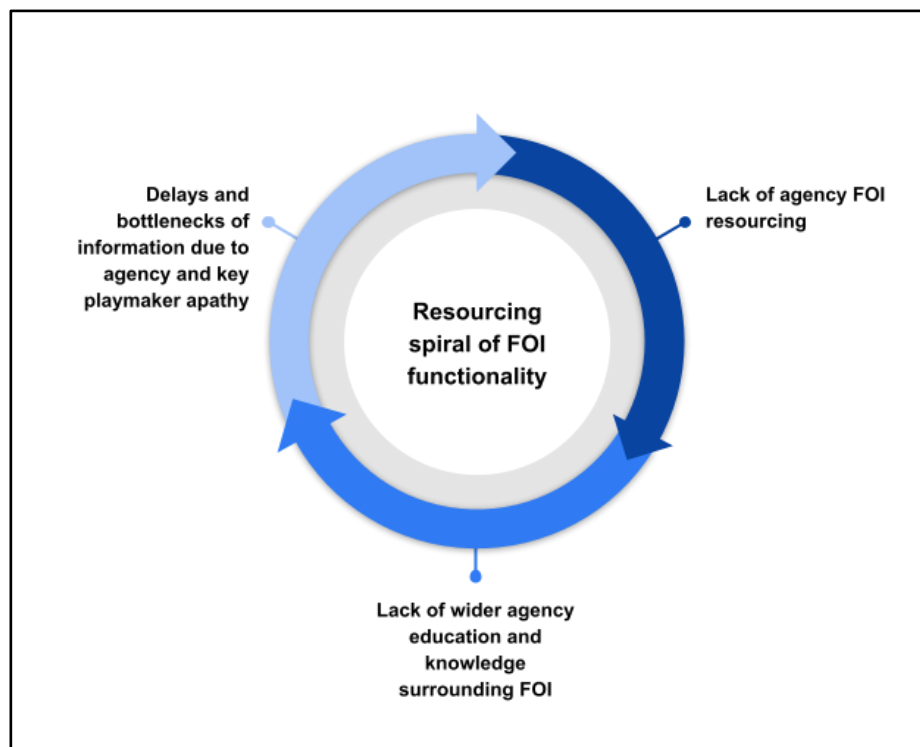 Delays and
bottlenecks of
information due to
agency and key
playmaker apathy
Lack of agency FOI
resourcing
Resourcing
spiral of FOI
functionality
Lack of wider agency
education and
knowledge
surrounding FOI